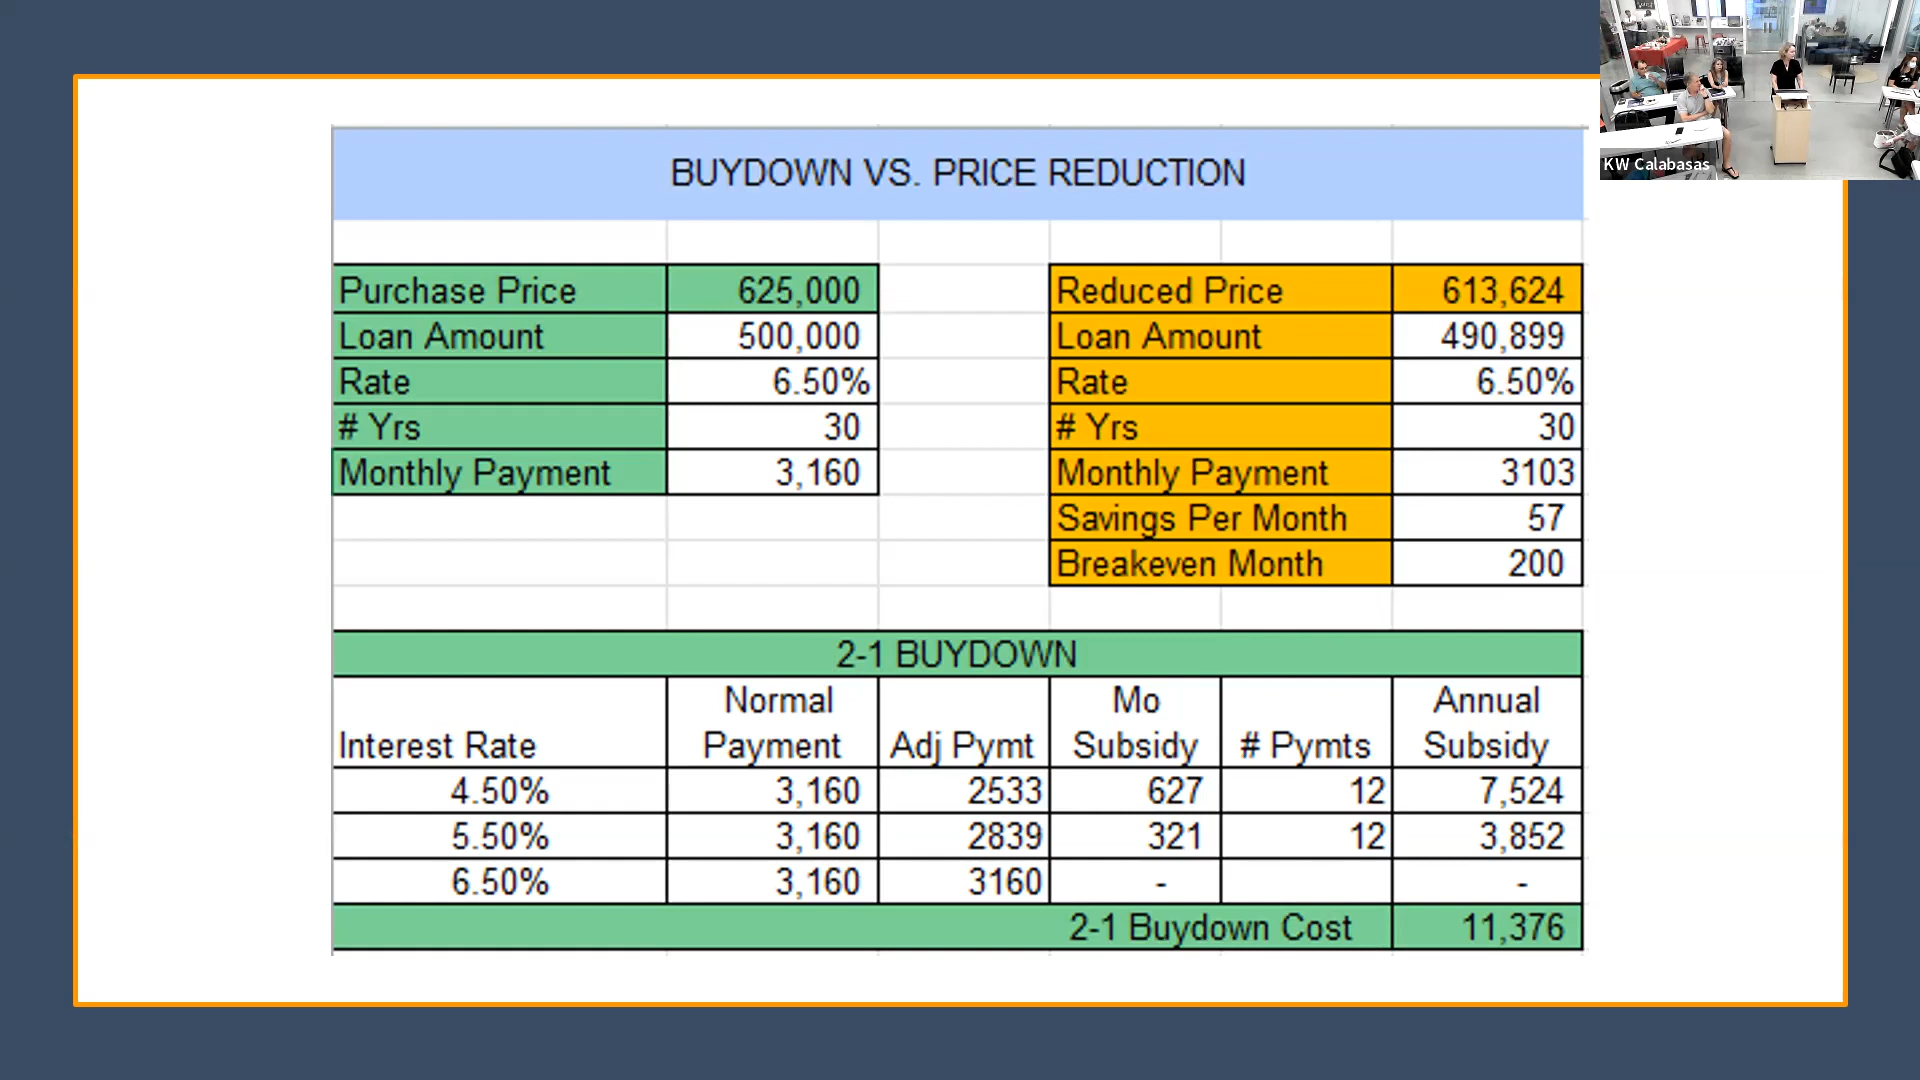 KW Calabasas
BUYDOWN VS. PRICE REDUCTION
Purchase Price 625,000
Loan Amount 500,000
Rate 6.50%
# Yrs 30
Monthly Payment 3,160
Reduced Price 613,624
Loan Amount 490,899
Rate 6.50%
# Yrs 30
Monthly Payment 3103
Savings Per Month 57
Breakeven Month 200
2-1 BUYDOWN
Normal Mo Annual
Interest Rate Payment Adj Pymt Subsidy # Pymts Subsidy
4.50% 3,160 2533 627 12 7,524
5.50% 3,160 2839 321 12 3,852
6.50% 3,160 3160 - -
2-1 Buydown Cost 11,376